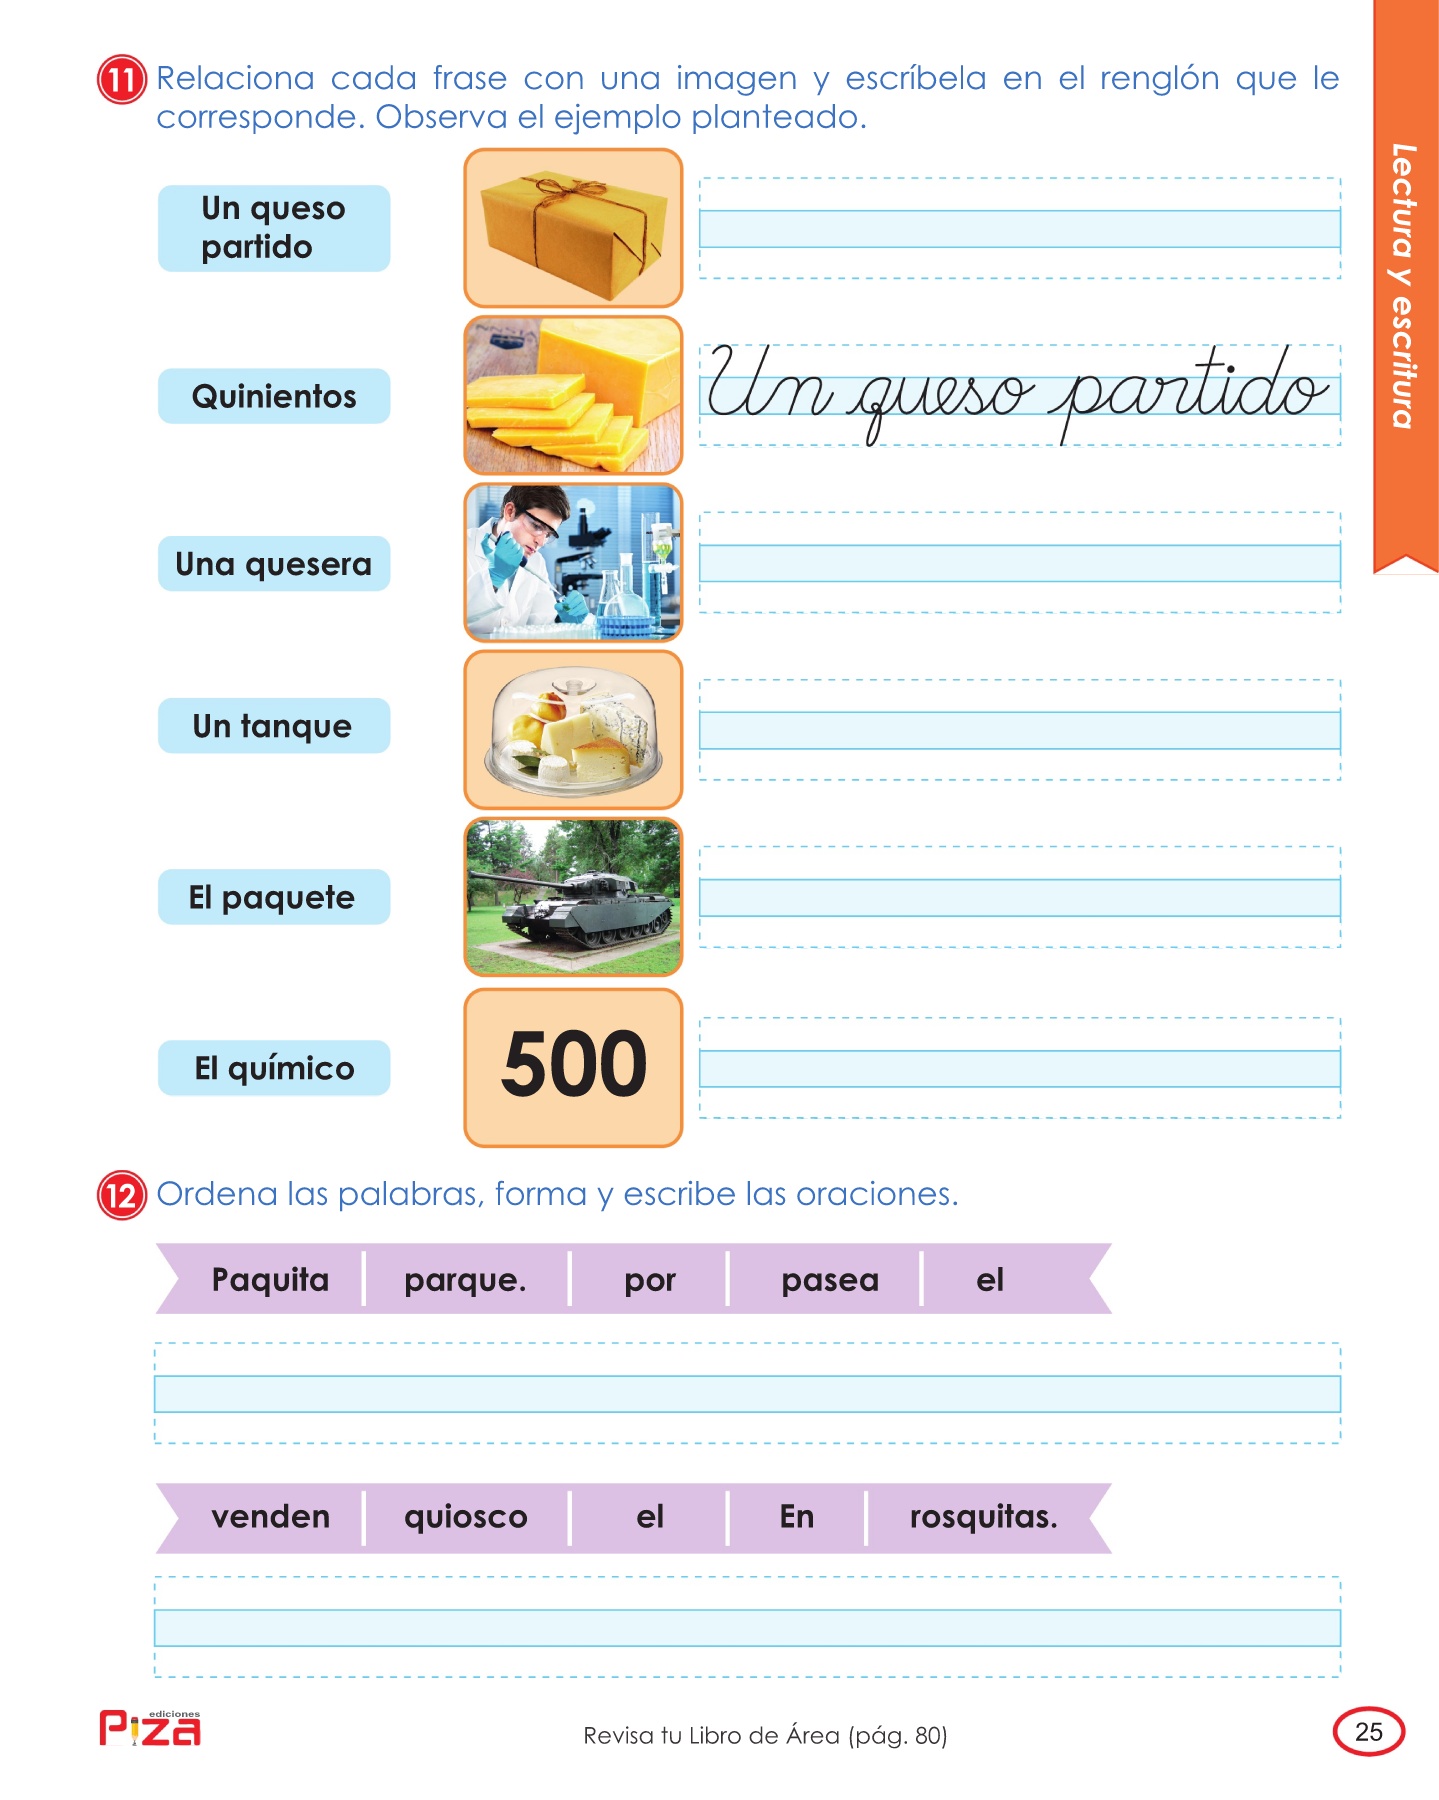 11 Relaciona cada frase con una imagen y escríbela en el renglón que le
corresponde. Observa el ejemplo planteado.
Un queso
partido
Quinientos
Un queso partido
Una quesera
Un tanque
El paquete
El químico
500
12 Ordena las palabras, forma y escribe las oraciones.
Paquita parque. por pasea el
venden quiosco el En rosquitas.
Lectura y escritura
ediciones
Piza
Revisa tu Libro de Área (pág. 80)
25